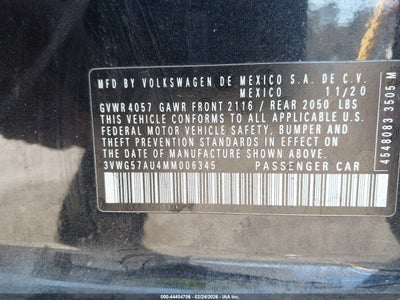 MFD BY VOLKSWAGEN DE MEXICO S.A. DE C.V.
MEXICO 11/20
GVWR 4057 GAWR FRONT 2116 / REAR 2050 LBS
THIS VEHICLE CONFORMS TO ALL APPLICABLE
FEDERAL MOTOR VEHICLE SAFETY, BUMPER AND
THEFT PREVENTION STANDARDS IN EFFECT ON THE
DATE OF MANUFACTURE SHOWN ABOVE
3VWG57AU4MM006345 PASSENGER CAR
4548083 3505 M
000-44454706 - 02/24/2026 - IAA Inc.